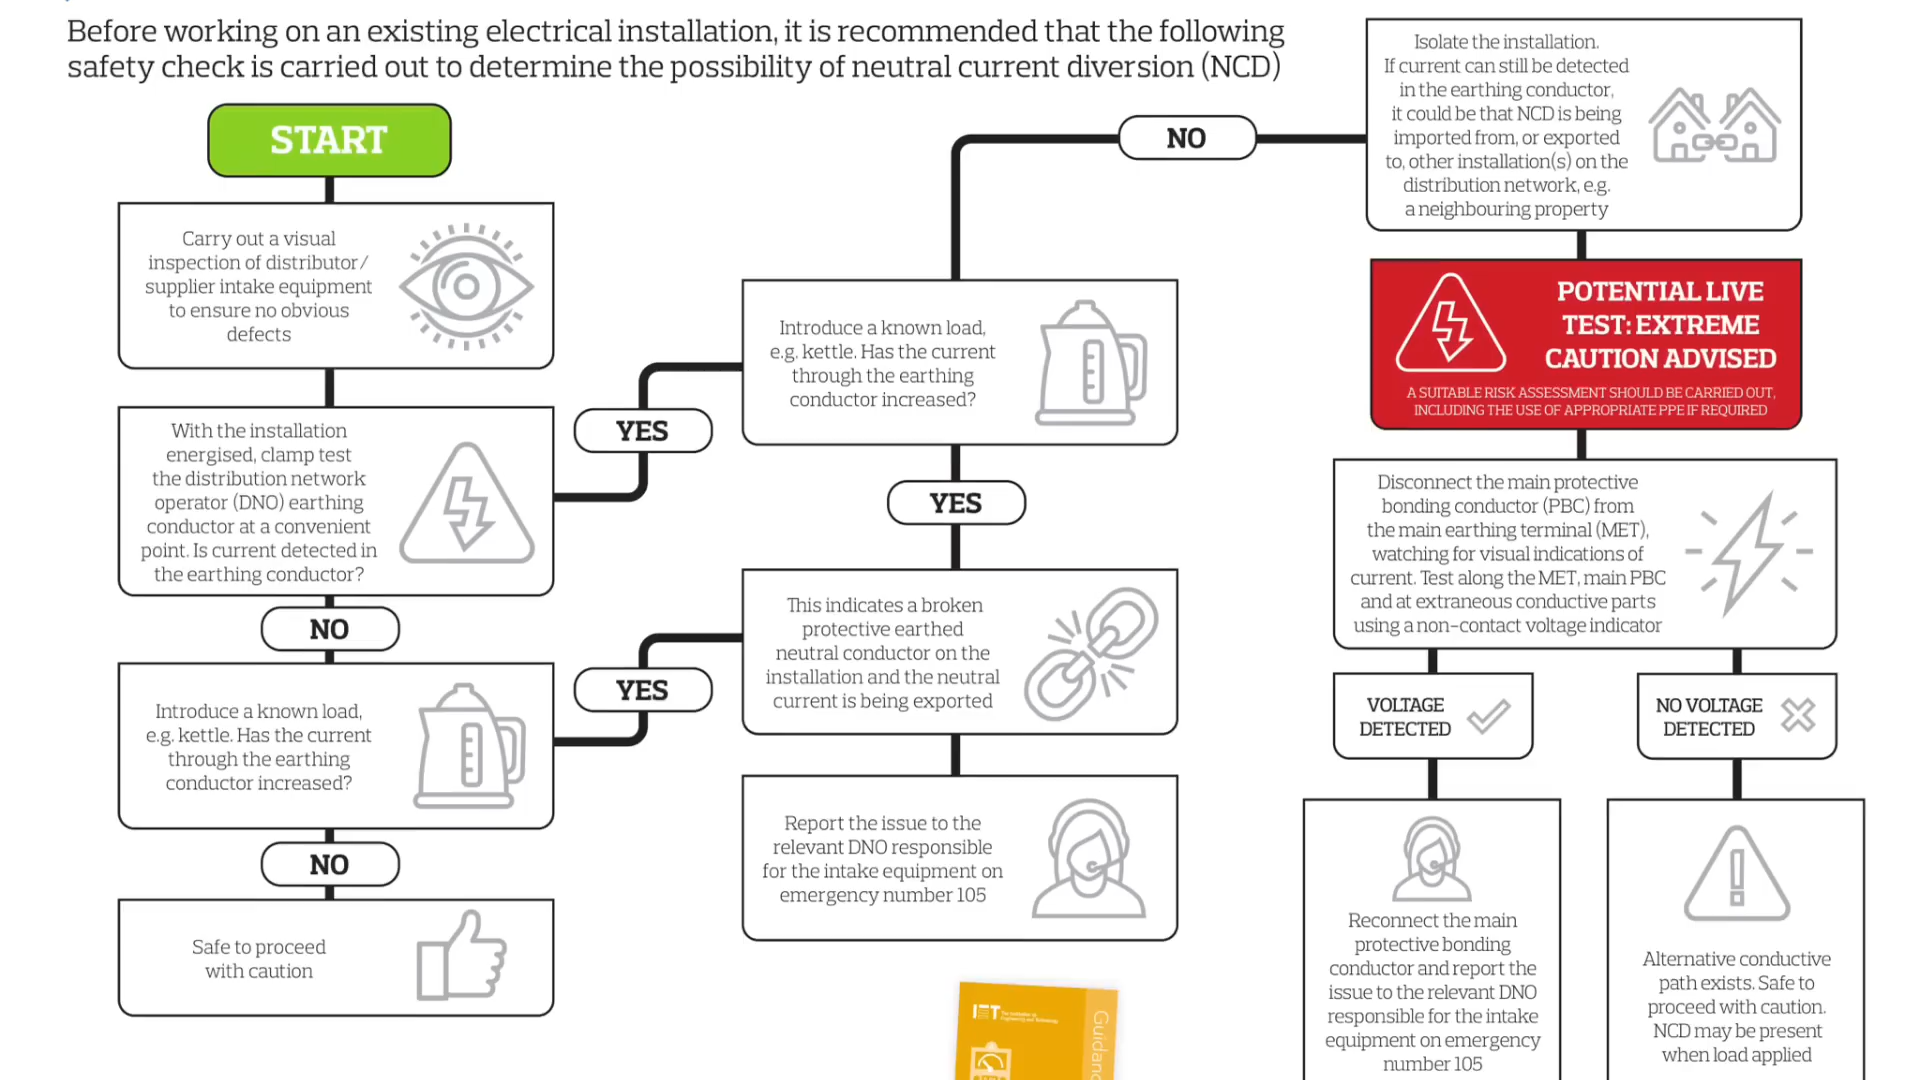 Before working on an existing electrical installation, it is recommended that the following
safety check is carried out to determine the possibility of neutral current diversion (NCD)
START
Carry out a visual
inspection of distributor/
supplier intake equipment
to ensure no obvious
defects
With the installation
energised, clamp test
the distribution network
operator (DNO) earthing
conductor at a convenient
point. Is current detected in
the earthing conductor?
NO
Introduce a known load,
e.g. kettle. Has the current
through the earthing
conductor increased?
NO
Safe to proceed
with caution
YES
YES
Introduce a known load,
e.g. kettle. Has the current
through the earthing
conductor increased?
YES
This indicates a broken
protective earthed
neutral conductor on the
installation and the neutral
current is being exported
Report the issue to the
relevant DNO responsible
for the intake equipment on
emergency number 105
NO
Isolate the installation.
If current can still be detected
in the earthing conductor,
it could be that NCD is being
imported from, or exported
to, other installation(s) on the
distribution network, e.g.
a neighbouring property
POTENTIAL LIVE
TEST: EXTREME
CAUTION ADVISED
A SUITABLE RISK ASSESSMENT SHOULD BE CARRIED OUT,
INCLUDING THE USE OF APPROPRIATE PPE IF REQUIRED
Disconnect the main protective
bonding conductor (PBC) from
the main earthing terminal (MET),
watching for visual indications of
current. Test along the MET, main PBC
and at extraneous conductive parts
using a non-contact voltage indicator
VOLTAGE
DETECTED
NO VOLTAGE
DETECTED
Reconnect the main
protective bonding
conductor and report the
issue to the relevant DNO
responsible for the intake
equipment on emergency
number 105
Alternative conductive
path exists. Safe to
proceed with caution.
NCD may be present
when load applied
IET The Institution of
Engineering and Technology